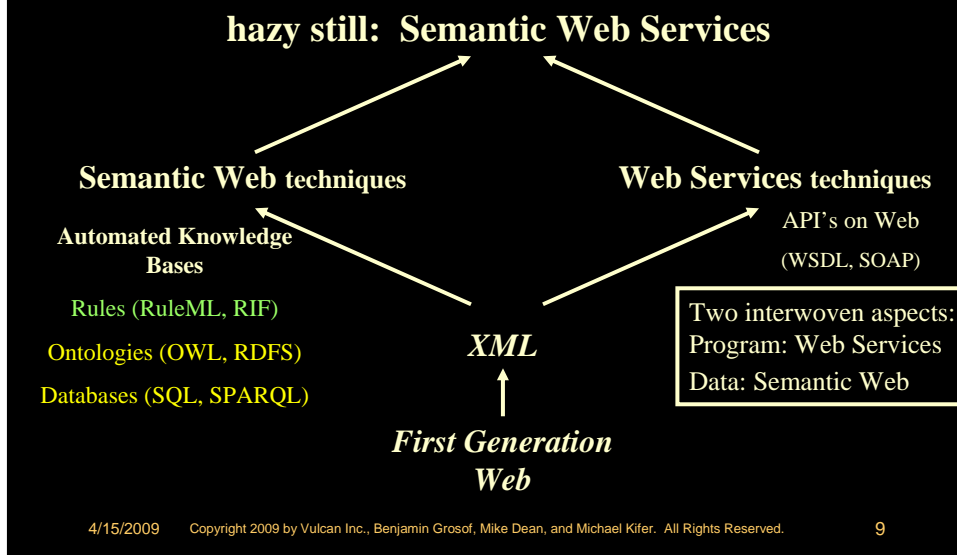 hazy still: Semantic Web Services
Semantic Web techniques
Web Services techniques
Automated Knowledge
Bases
Rules (RuleML, RIF)
Ontologies (OWL, RDFS)
Databases (SQL, SPARQL)
API's on Web
(WSDL, SOAP)
Two interwoven aspects:
Program: Web Services
Data: Semantic Web
XML
First Generation
Web
4/15/2009 Copyright 2009 by Vulcan Inc., Benjamin Grosof, Mike Dean, and Michael Kifer. All Rights Reserved. 9